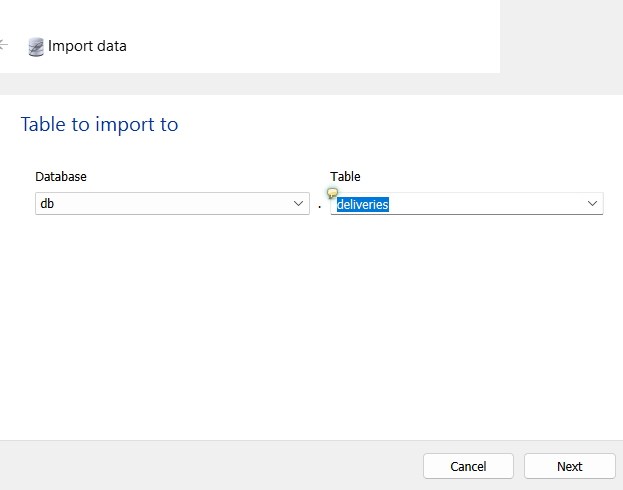 Import data
Table to import to
Database
Table
db
.
deliveries
Cancel
Next